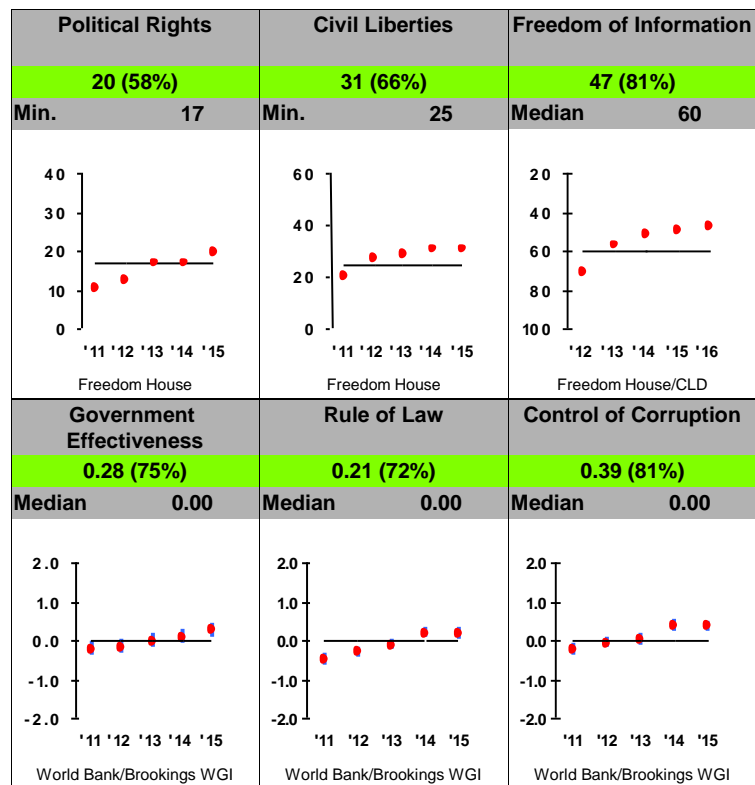 Political Rights
20 (58%)
Min. 17
40
30
20
10
0
'11 '12 '13 '14 '15
Freedom House
Civil Liberties
31 (66%)
Min. 25
60
40
20
0
'11 '12 '13 '14 '15
Freedom House
Freedom of Information
47 (81%)
Median 60
20
40
60
80
100
'12 '13 '14 '15 '16
Freedom House/CLD
Government
Effectiveness
0.28 (75%)
Median 0.00
2.0
1.0
0.0
-1.0
-2.0
'11 '12 '13 '14 '15
World Bank/Brookings WGI
Rule of Law
0.21 (72%)
Median 0.00
2.0
1.0
0.0
-1.0
-2.0
'11 '12 '13 '14 '15
World Bank/Brookings WGI
Control of Corruption
0.39 (81%)
Median 0.00
2.0
1.0
0.0
-1.0
-2.0
'11 '12 '13 '14 '15
World Bank/Brookings WGI